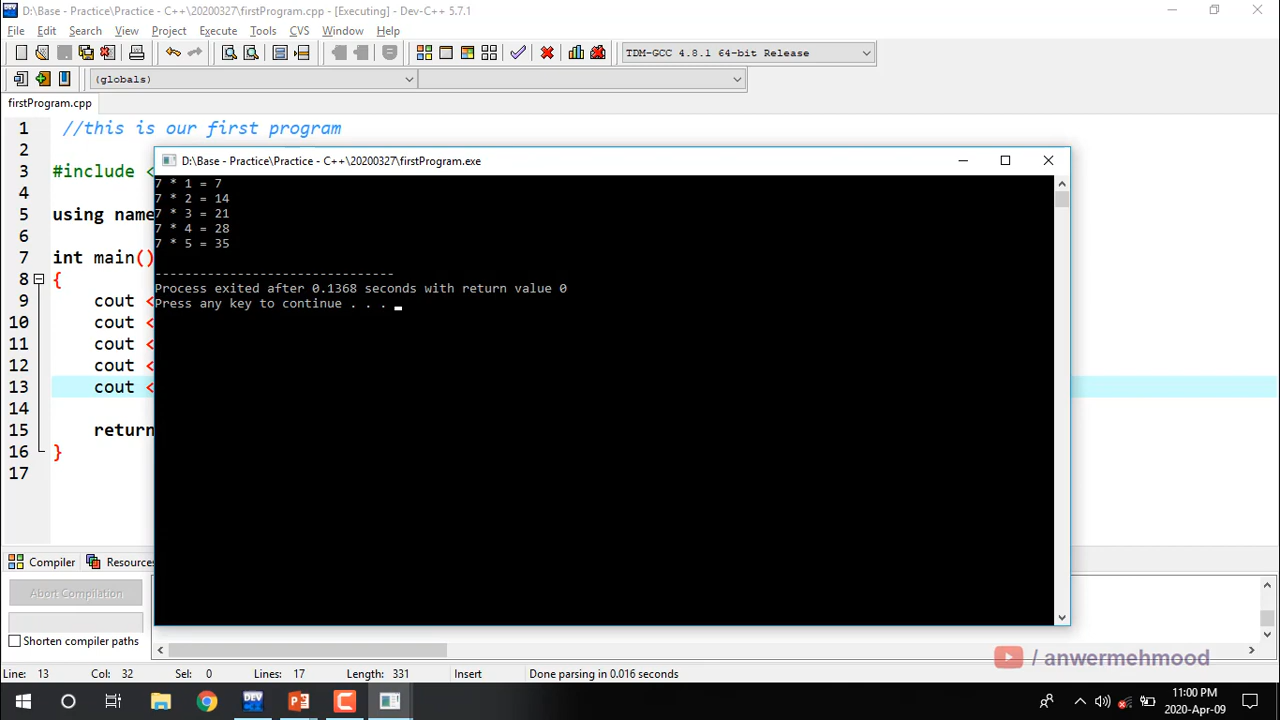 D:\Base - Practice\Practice - C++\20200327\firstProgram.cpp - [Executing] - Dev-C++ 5.7.1
File Edit Search View Project Execute Tools CVS Window Help
TDM-GCC 4.8.1 64-bit Release
(globals)
firstProgram.cpp
1 //this is our first program
2
3 #include <
4
5 using name
6
7 int main()
8 {
9 cout <
10 cout <
11 cout <
12 cout <
13 cout <
14
15 return
16 }
17
D:\Base - Practice\Practice - C++\20200327\firstProgram.exe
7 * 1 = 7
7 * 2 = 14
7 * 3 = 21
7 * 4 = 28
7 * 5 = 35
--------------------------------
Process exited after 0.1368 seconds with return value 0
Press any key to continue . . .
Compiler Resources
Abort Compilation
Shorten compiler paths
/ anwermehmood
Line: 13 Col: 32 Sel: 0 Lines: 17 Length: 331 Insert Done parsing in 0.016 seconds
DEV
11:00 PM
2020-Apr-09